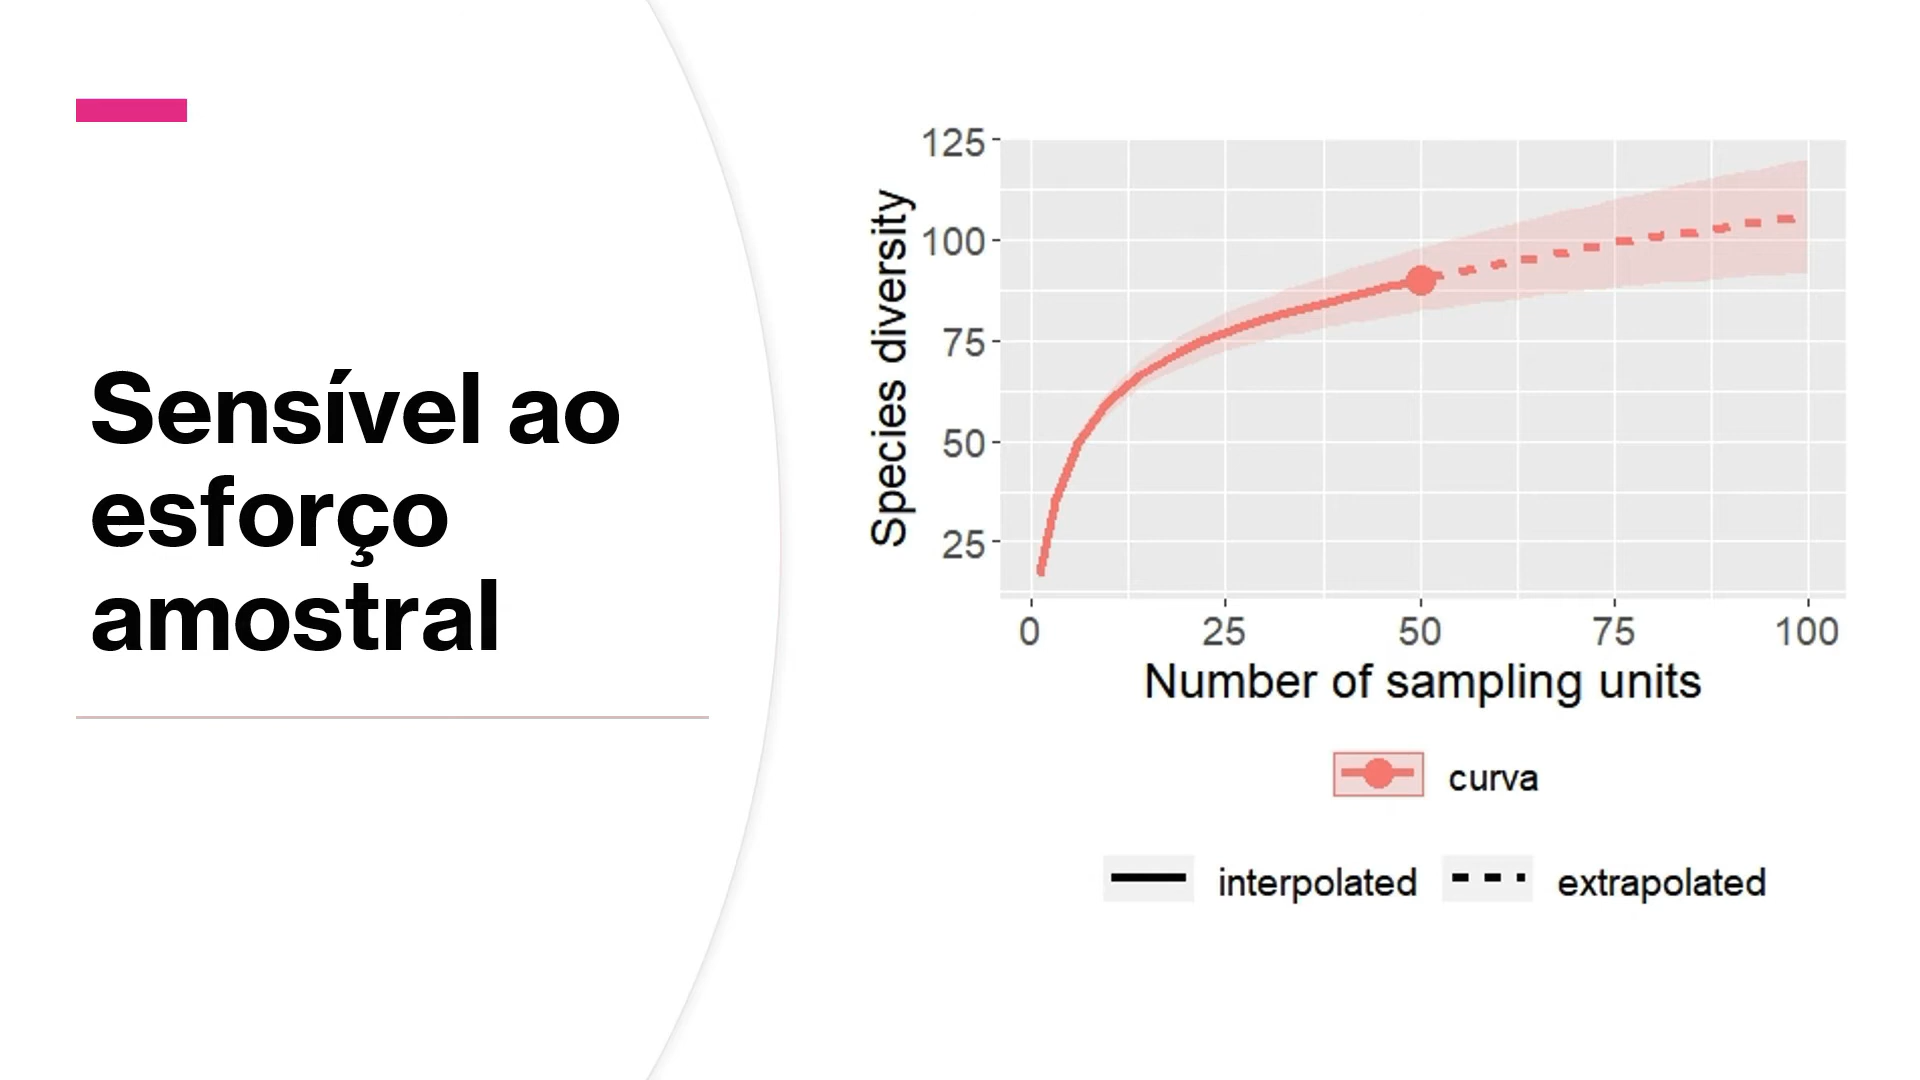 Sensível ao
esforço
amostral
125
100
75
50
25
Species diversity
0 25 50 75 100
Number of sampling units
curva
interpolated extrapolated